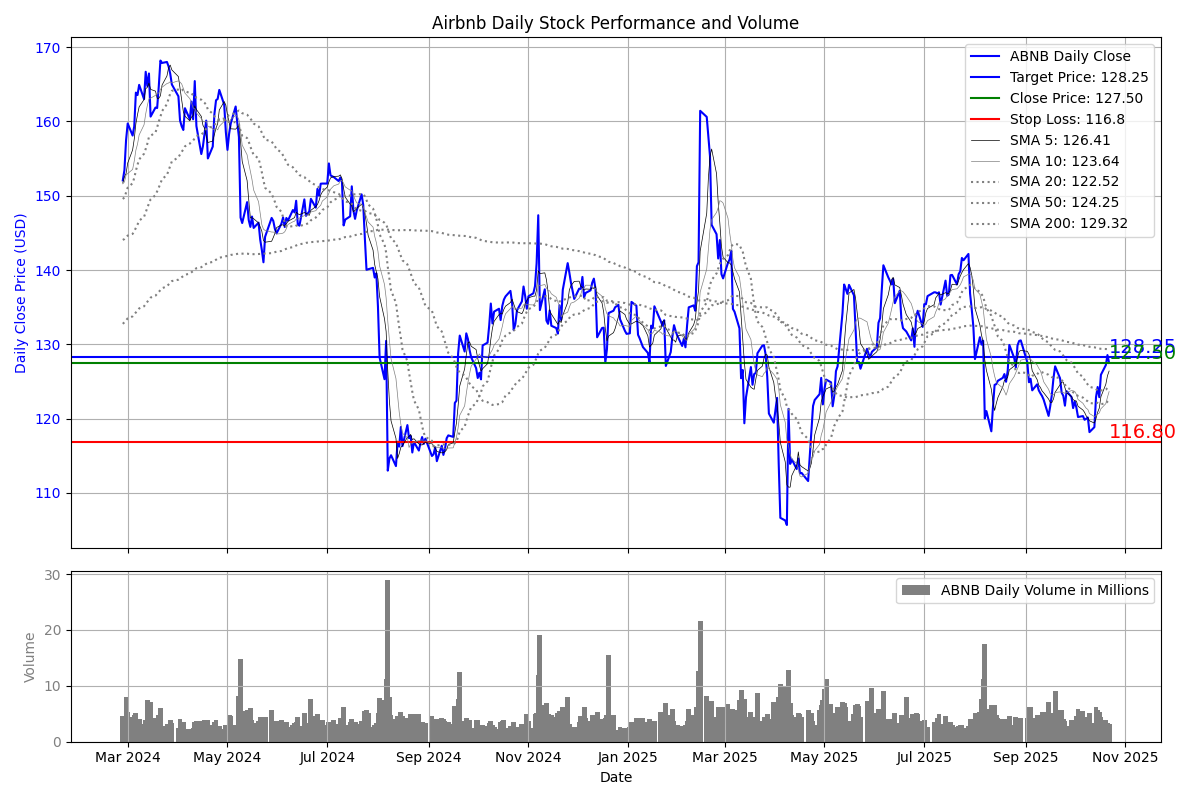 Airbnb Daily Stock Performance and Volume
Daily Close Price (USD)
170
160
150
140
130
120
110
ABNB Daily Close
Target Price: 128.25
Close Price: 127.50
Stop Loss: 116.8
SMA 5: 126.41
SMA 10: 123.64
SMA 20: 122.52
SMA 50: 124.25
SMA 200: 129.32
128.25
127.50
116.80
Volume
30
20
10
0
ABNB Daily Volume in Millions
Mar 2024 May 2024 Jul 2024 Sep 2024 Nov 2024 Jan 2025 Mar 2025 May 2025 Jul 2025 Sep 2025 Nov 2025
Date